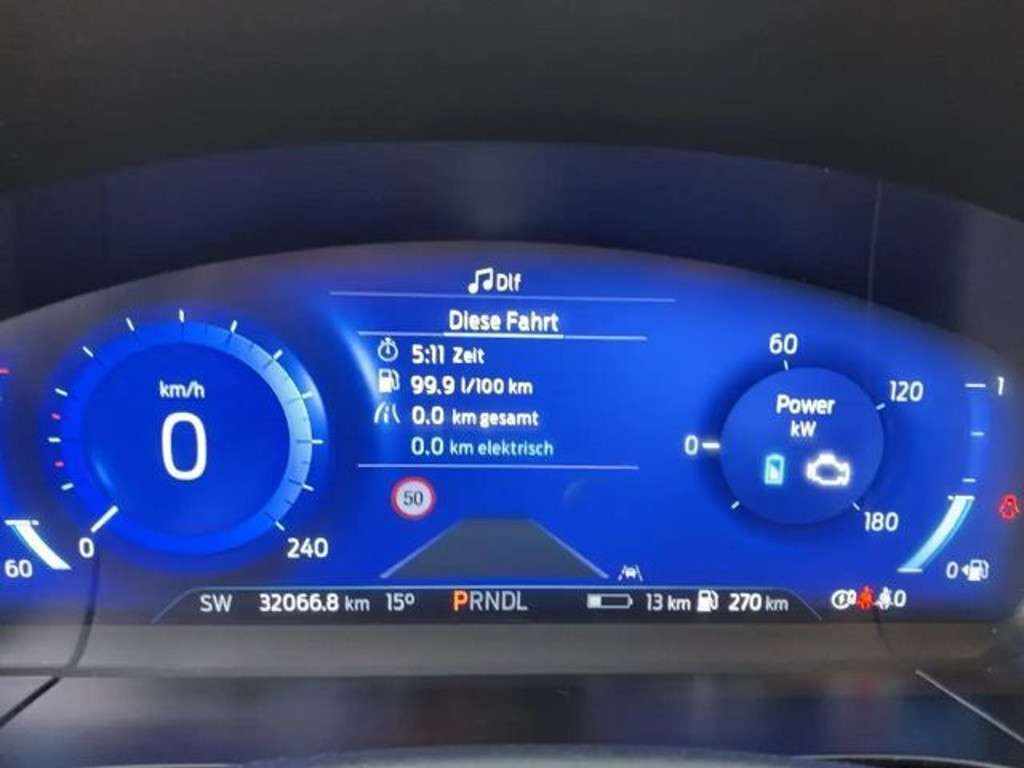 Dlf
Diese Fahrt
5:11 Zeit
99.9 l/100 km
0.0 km gesamt
0.0 km elektrisch
50
km/h
0
0
240
60
60
120
0
Power
kW
180
1
0
SW 32066.8 km 15° PRNDL 13 km 270 km